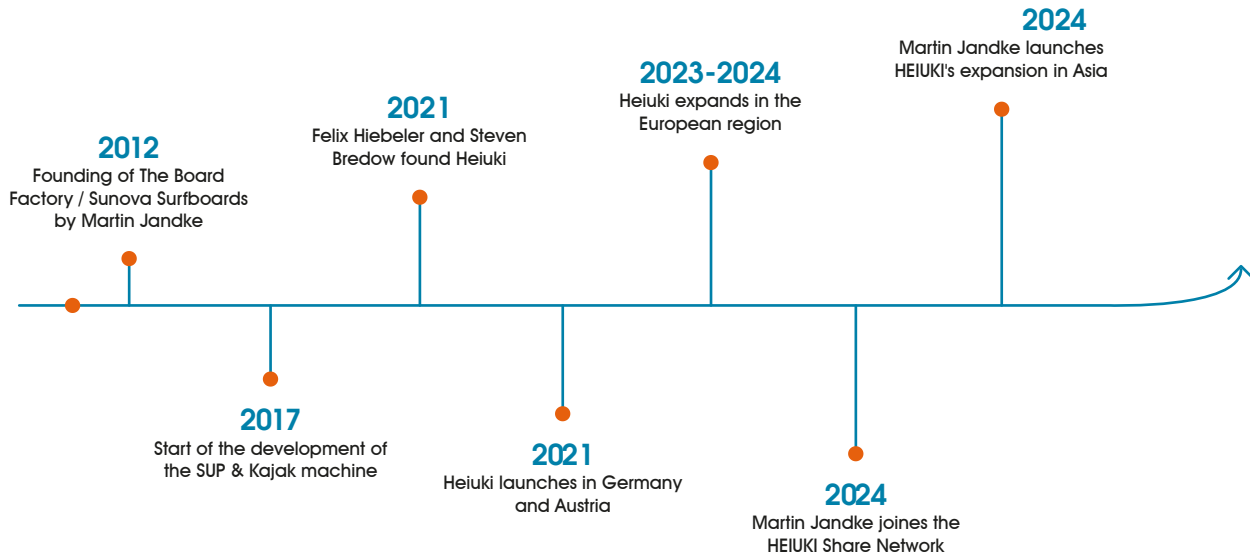 2012
Founding of The Board
Factory / Sunova Surfboards
by Martin Jandke
2017
Start of the development of
the SUP & Kajak machine
2021
Felix Hiebeler and Steven
Bredow found Heiuki
2021
Heiuki launches in Germany
and Austria
2023-2024
Heiuki expands in the
European region
2024
Martin Jandke joines the
HEIUKI Share Network
2024
Martin Jandke launches
HEIUKI's expansion in Asia